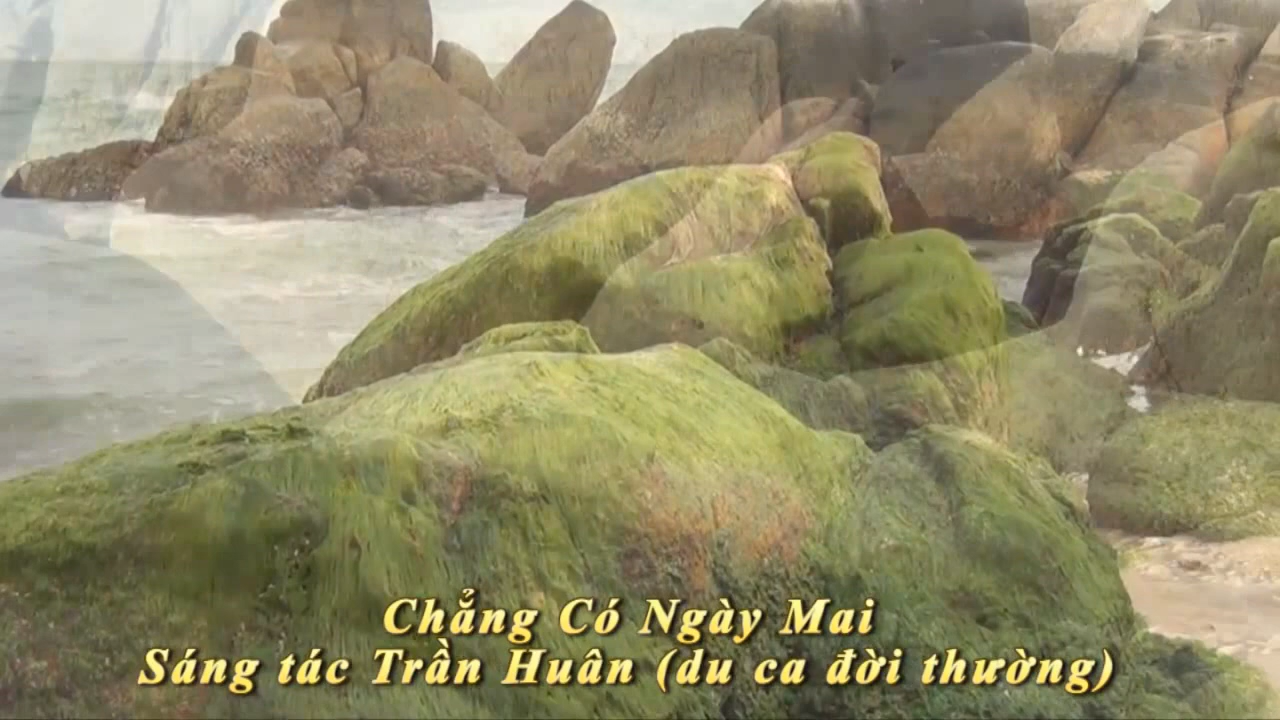 Chẳng Có Ngày Mai
Sáng tác Trần Huân (du ca đời thường)